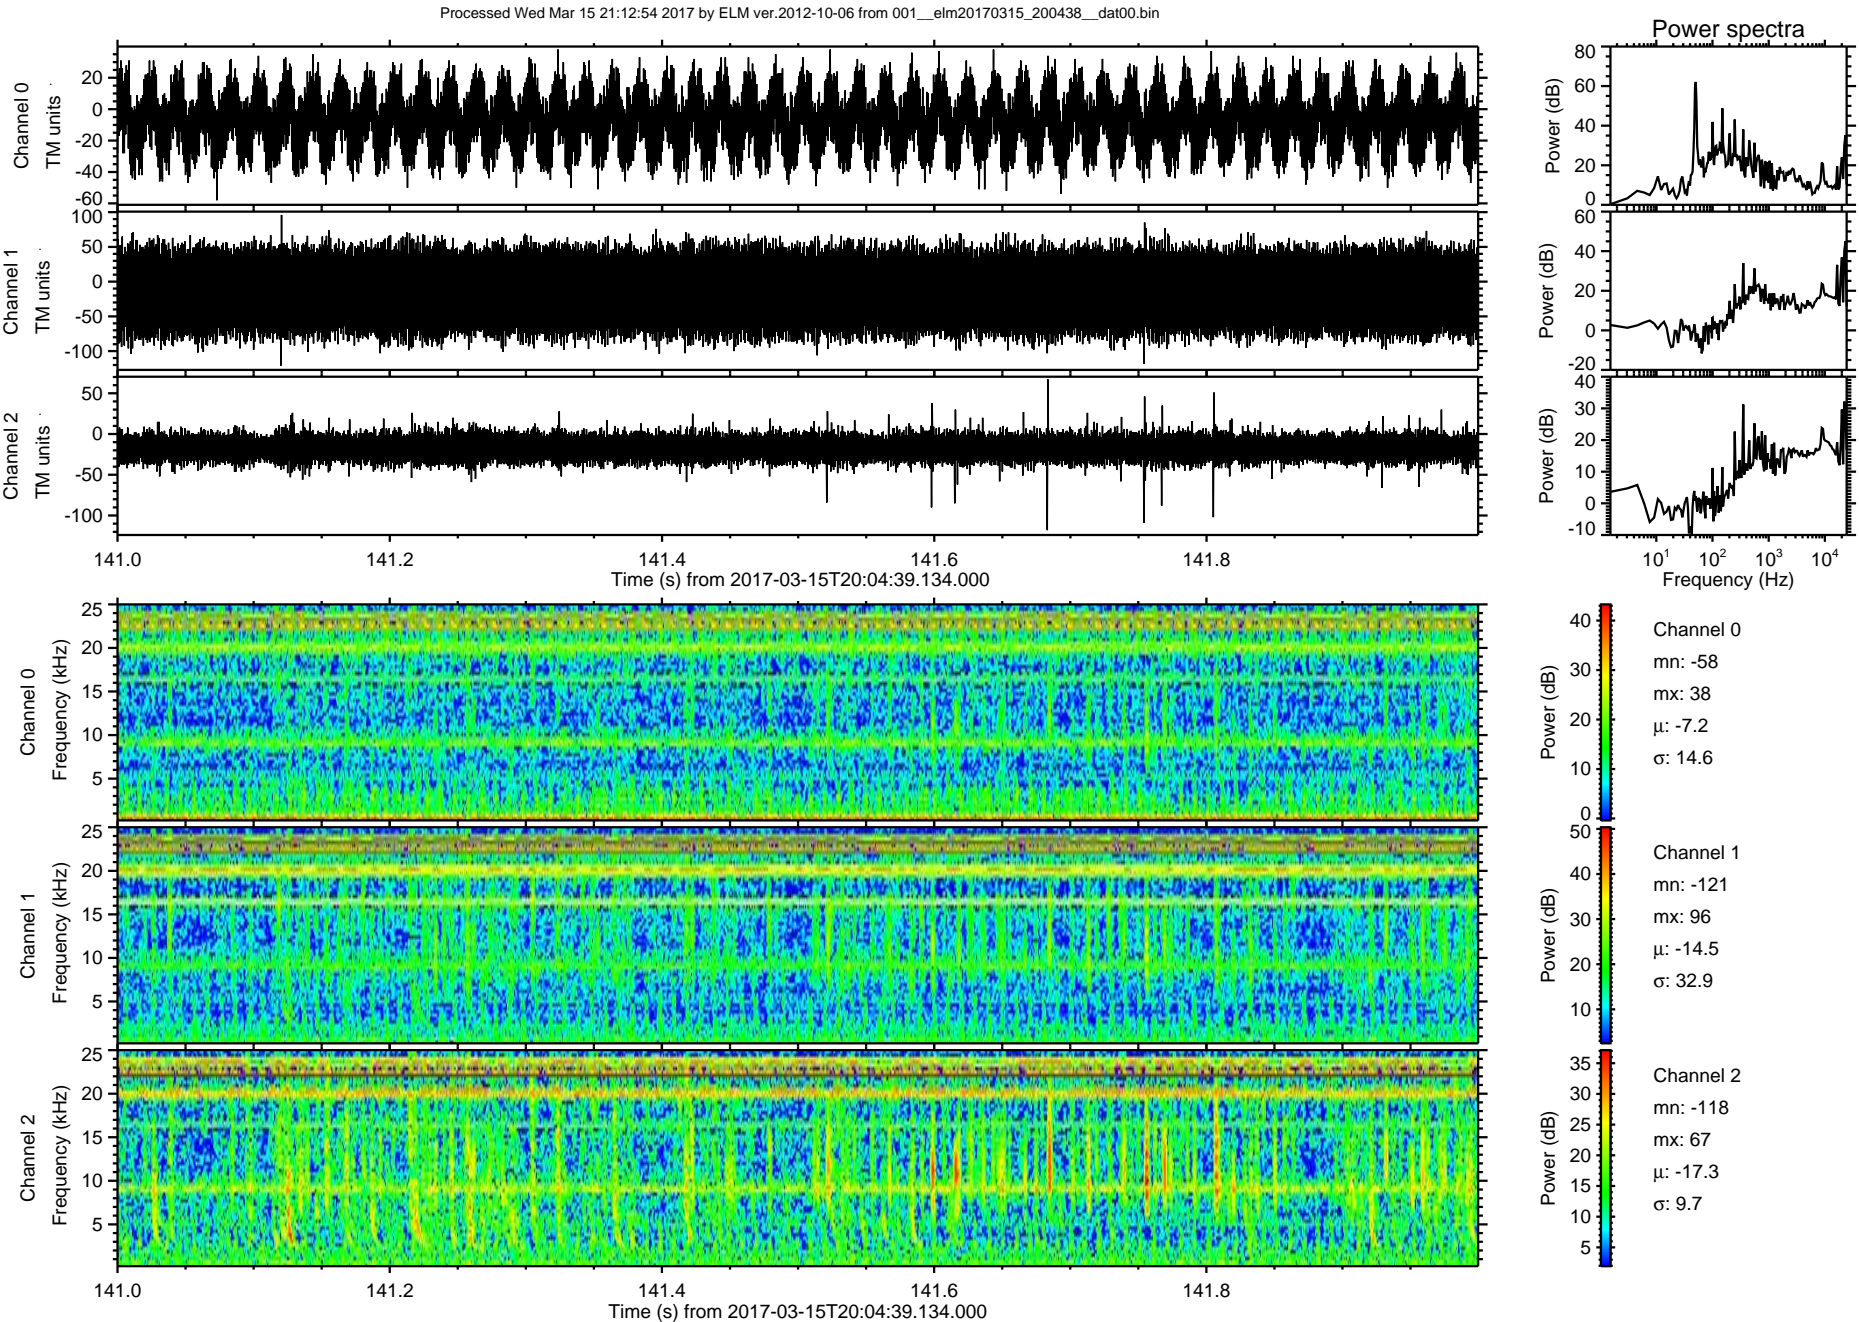 Processed Wed Mar 15 21:12:54 2017 by ELM ver.2012-10-06 from 001__elm20170315_200438__dat00.bin
Power spectra
Channel 0
TM units
20
0
-20
-40
-60
Power (dB)
80
60
40
20
0
Channel 1
TM units
100
50
0
-50
-100
Power (dB)
60
40
20
0
-20
Channel 2
TM units
50
0
-50
-100
Power (dB)
40
30
20
10
0
-10
141.0
141.2
141.4
141.6
141.8
Time (s) from 2017-03-15T20:04:39.134.000
10^1
10^2
10^3
10^4
Frequency (Hz)
Channel 0
Frequency (kHz)
25
20
15
10
5
Power (dB)
40
30
20
10
0
Channel 0
mn: -58
mx: 38
μ: -7.2
σ: 14.6
Channel 1
Frequency (kHz)
25
20
15
10
5
Power (dB)
50
40
30
20
10
Channel 1
mn: -121
mx: 96
μ: -14.5
σ: 32.9
Channel 2
Frequency (kHz)
25
20
15
10
5
Power (dB)
35
30
25
20
15
10
5
Channel 2
mn: -118
mx: 67
μ: -17.3
σ: 9.7
141.0
141.2
141.4
141.6
141.8
Time (s) from 2017-03-15T20:04:39.134.000